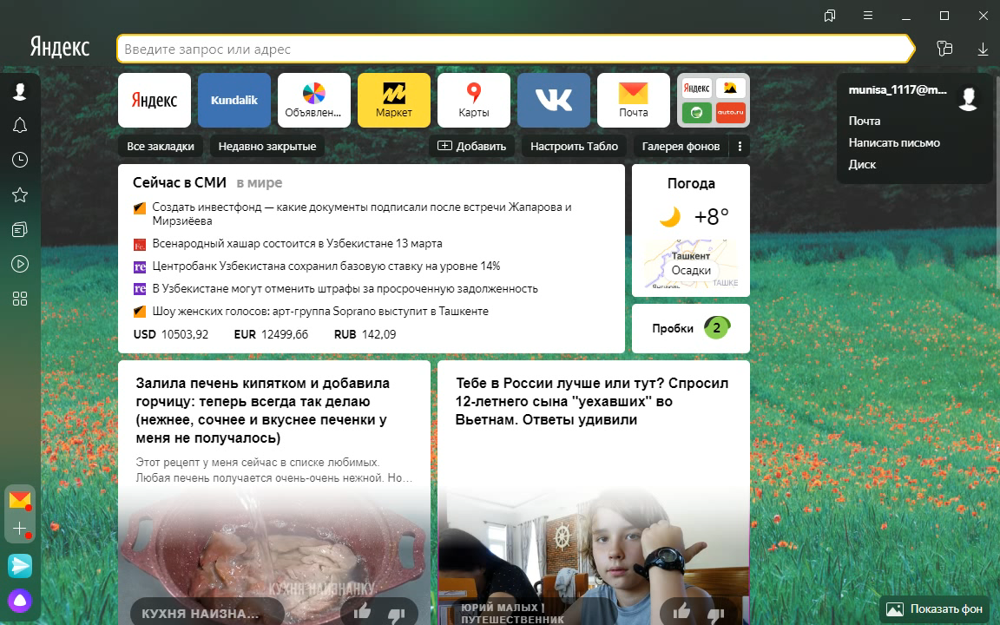 Яндекс
Введите запрос или адрес
Яндекс
Kundalik
Объявлен...
Маркет
Карты
Почта
Яндекс
auto.ru
munisa_1117@m...
Почта
Написать письмо
Диск
Все закладки
Недавно закрытые
Добавить
Настроить Табло
Галерея фонов
Сейчас в СМИ в мире
Создать инвестфонд — какие документы подписали после встречи Жапарова и
Мирзиёева
Fe.
Всенародный хашар состоится в Узбекистане 13 марта
re
Центробанк Узбекистана сохранил базовую ставку на уровне 14%
re
В Узбекистане могут отменить штрафы за просроченную задолженность
Шоу женских голосов: арт-группа Soprano выступит в Ташкенте
USD 10503,92 EUR 12499,66 RUB 142,09
Погода
+8°
Ташкент
Осадки
ТАШКЕ
Пробки 2
Залила печень кипятком и добавила
горчицу: теперь всегда так делаю
(нежнее, сочнее и вкуснее печенки у
меня не получалось)
Этот рецепт у меня сейчас в списке любимых.
Любая печень получается очень-очень нежной. Но...
КУХНЯ НАИЗНАНКУ
КУХНЯ НАИЗНА...
Тебе в России лучше или тут? Спросил
12-летнего сына "уехавших" во
Вьетнам. Ответы удивили
ЮРИЙ МАЛЫХ |
ПУТЕШЕСТВЕННИК
Показать фон